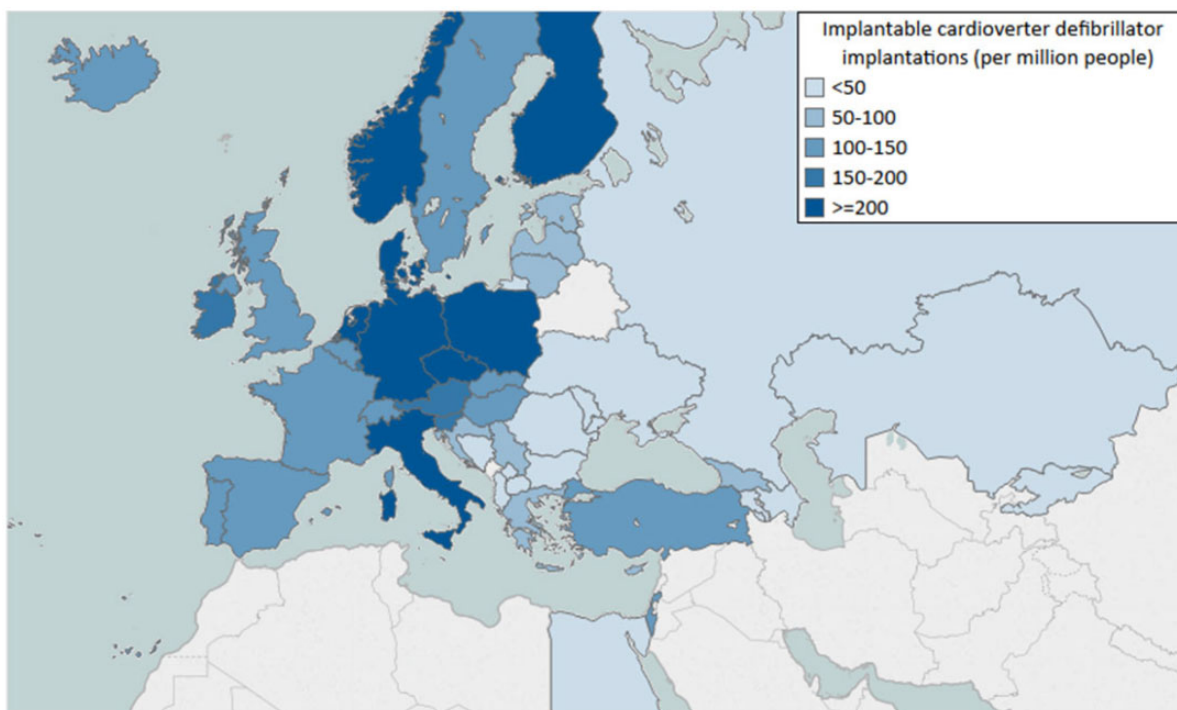 Implantable cardioverter defibrillator
implantations (per million people)
<50
50-100
100-150
150-200
>=200